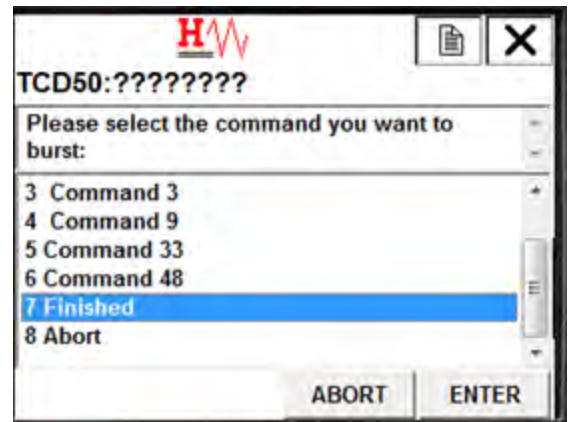 H
TCD50:????????
Please select the command you want to
burst:
3 Command 3
4 Command 9
5 Command 33
6 Command 48
7 Finished
8 Abort
ABORT ENTER